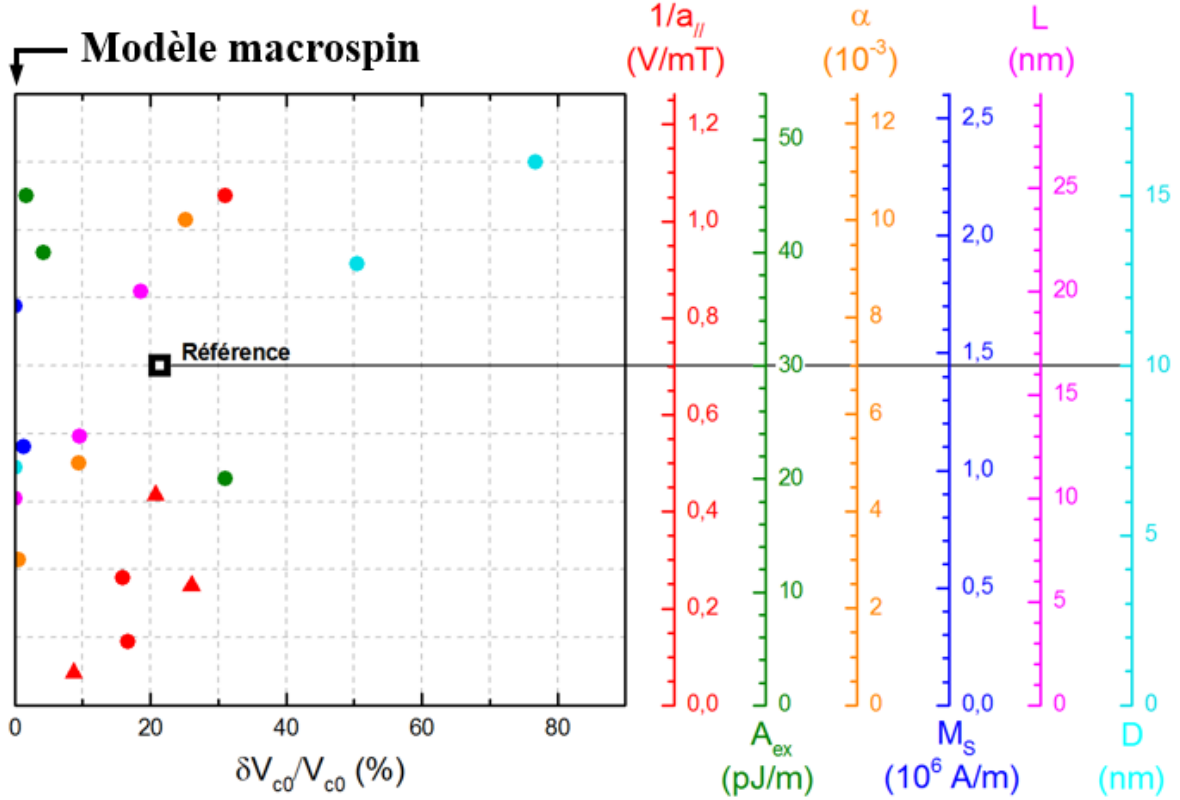 Modèle macrospin
1/a//
(V/mT)
α
(10-3)
L
(nm)
1,2
1,0
0,8
0,6
0,4
0,2
0,0
50
40
30
20
10
0
12
10
8
6
4
2
0
2,5
2,0
1,5
1,0
0,5
0,0
25
20
15
10
5
0
15
10
5
0
Référence
0 20 40 60 80
δVc0/Vc0 (%)
Aex
(pJ/m)
MS
(106 A/m)
D
(nm)